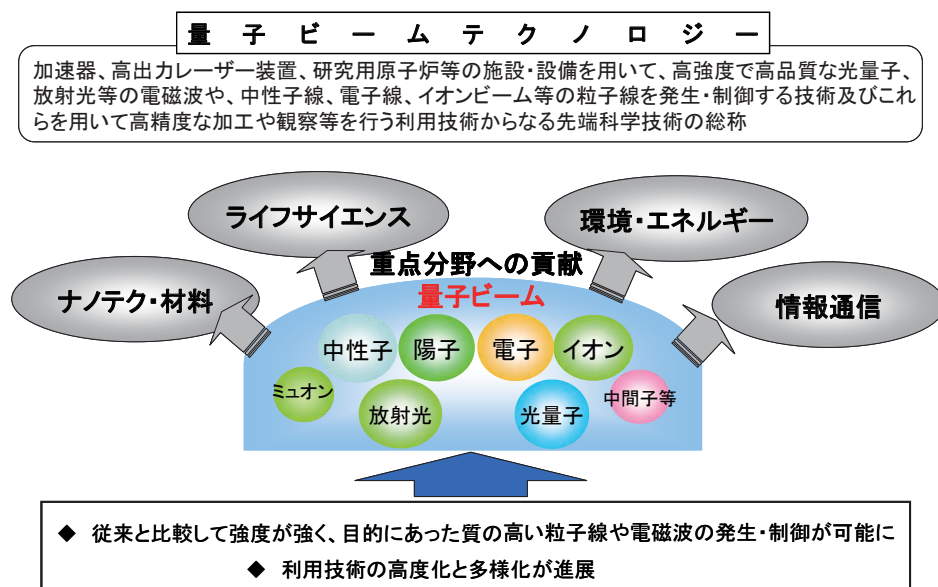 量子ビームテクノロジー
加速器、高出力レーザー装置、研究用原子炉等の施設・設備を用いて、高強度で高品質な光量子、
放射光等の電磁波や、中性子線、電子線、イオンビーム等の粒子線を発生・制御する技術及びこれ
らを用いて高精度な加工や観察等を行う利用技術からなる先端科学技術の総称
ライフサイエンス
環境・エネルギー
重点分野への貢献
ナノテク・材料
量子ビーム
情報通信
中性子
陽子
電子
イオン
ミュオン
放射光
光量子
中間子等
◆ 従来と比較して強度が強く、目的にあった質の高い粒子線や電磁波の発生・制御が可能に
◆ 利用技術の高度化と多様化が進展